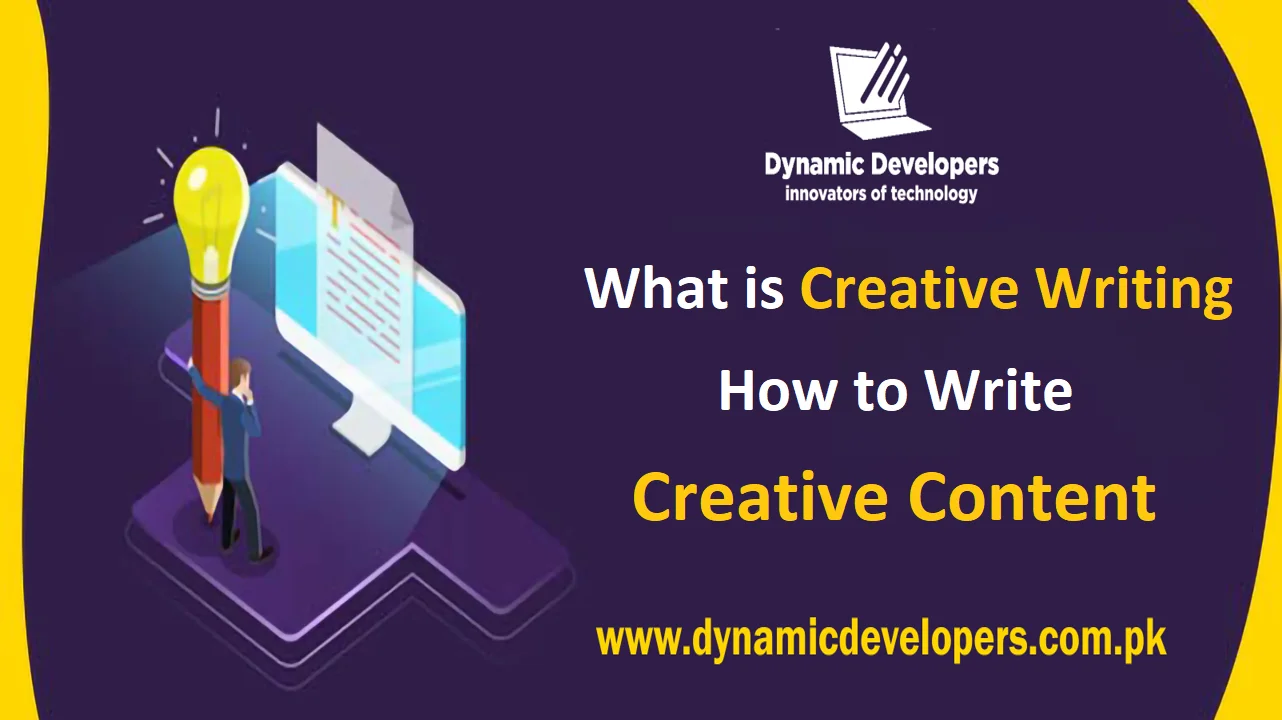 Dynamic Developers
innovators of technology
What is Creative Writing
How to Write
Creative Content
www.dynamicdevelopers.com.pk
T